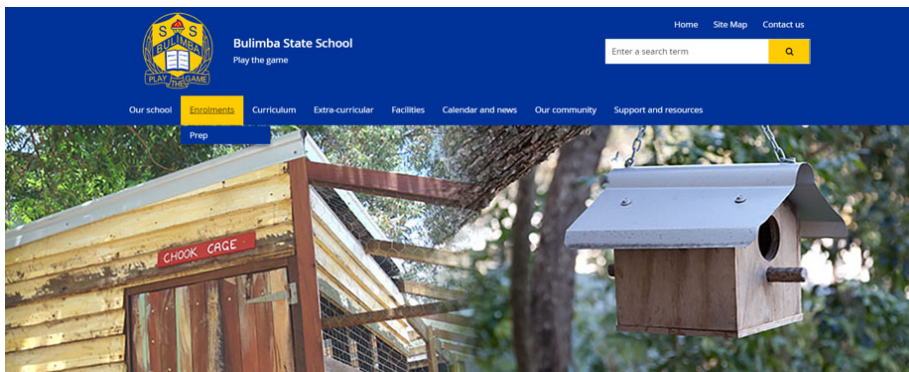 S S
BULIMBA
PLAY THE GAME
Bulimba State School
Play the game
Home Site Map Contact us
Enter a search term
Our school Enrolments Curriculum Extra-curricular Facilities Calendar and news Our community Support and resources
Prep
CHOOK CAGE